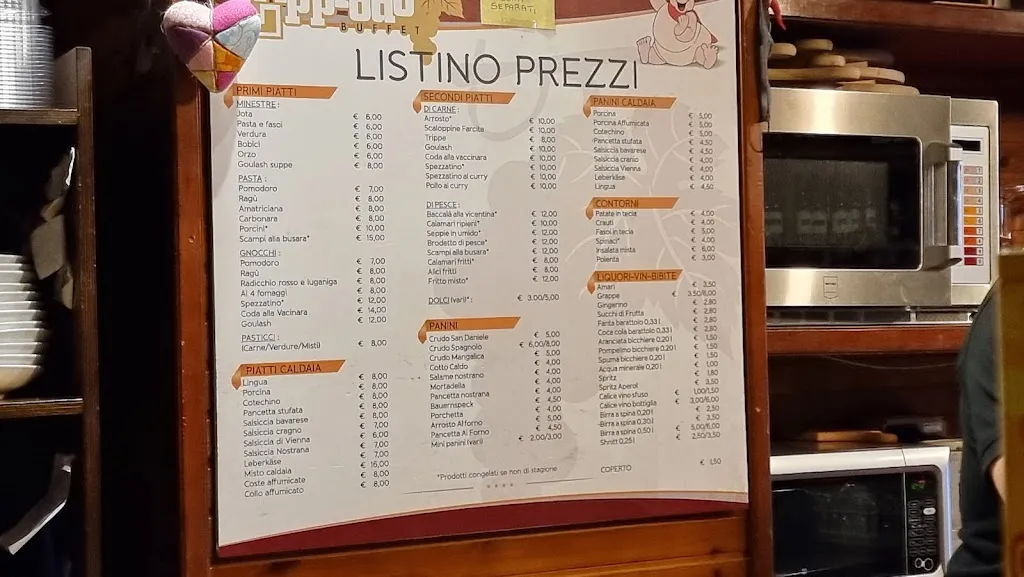 BUFFET
SEPARATI
LISTINO PREZZI
PRIMI PIATTI
MINESTRE:
Jota € 6,00
Pasta e fasoi € 6,00
Verdura € 6,00
Bobici € 6,00
Orzo € 6,00
Goulash suppe € 8,00
PASTA:
Pomodoro € 7,00
Ragù € 8,00
Amatriciana € 8,00
Carbonara € 8,00
Porcini* € 10,00
Scampi alla busara* € 15,00
GNOCCHI:
Pomodoro € 7,00
Ragù € 8,00
Radicchio rosso e luganiga € 8,00
Ai 4 formaggi € 8,00
Spezzatino* € 12,00
Coda alla Vacinara € 14,00
Goulash € 12,00
PASTICCI:
(Carne/Verdure/Misti) € 8,00
PIATTI CALDAIA
Lingua € 8,00
Porcina € 8,00
Cotechino € 8,00
Pancetta stufata € 8,00
Salsiccia bavarese € 7,00
Salsiccia cragno € 6,00
Salsiccia di Vienna € 7,00
Salsiccia Nostrana € 7,00
Leberkäse € 16,00
Misto caldaia € 8,00
Coste affumicate € 8,00
Collo affumicato
SECONDI PIATTI
DI CARNE:
Arrosto* € 10,00
Scaloppine Farcite € 10,00
Trippe € 8,00
Goulash € 10,00
Coda alla vaccinara € 10,00
Spezzatino* € 10,00
Spezzatino al curry € 10,00
Pollo al curry € 10,00
DI PESCE:
Baccalà alla vicentina* € 12,00
Calamari ripieni* € 10,00
Seppie in umido* € 12,00
Brodetto di pesce* € 12,00
Scampi alla busara* € 12,00
Calamari fritti* € 8,00
Alici fritti € 8,00
Fritto misto* € 12,00
DOLCI (vari)*: € 3,00/5,00
PANINI
Crudo San Daniele € 5,00
Crudo Spagnolo € 6,00/8,00
Crudo Mangalica € 5,00
Cotto Caldo € 4,00
Salame nostrano € 4,00
Mortadella € 4,00
Pancetta nostrana € 4,00
Bauernspeck € 4,50
Porchetta € 4,00
Arrosto Al forno € 5,00
Pancetta Al Forno € 4,50
Mini panini (vari) € 2,00/3,00
*Prodotti congelati se non di stagione
PANINI CALDAIA
Porcina € 5,00
Porcina Affumicata € 5,00
Cotechino € 5,00
Pancetta stufata € 4,50
Salsiccia bavarese € 4,50
Salsiccia cranio € 4,00
Salsiccia Vienna € 4,00
Leberkäse € 4,00
Lingua € 4,50
CONTORNI
Patate in tecia € 4,00
Crauti € 4,00
Fasoi in tecia € 5,00
Spinaci* € 4,00
Insalata mista € 6,00
Polenta € 3,00
LIQUORI-VIN-BIBITE
Amari € 3,50
Grappe € 3,50/6,00
Gingerino € 2,80
Succhi di Frutta € 2,80
Fanta barattolo 0,33 l € 2,80
Coca cola barattolo 0,33 l € 2,80
Aranciata bicchiere 0,20 l € 1,50
Pompelmo bicchiere 0,20 l € 1,50
Spuma bicchiere 0,20 l € 1,50
Acqua minerale 0,20 l € 1,00
Spritz € 1,80
Spritz Aperol € 3,50
Calice vino sfuso € 1,00/1,50
Calice vino bottiglia € 3,00/6,00
Birra a spina 0,20 l € 2,50
Birra a spina 0,30 l € 3,50
Birra a spina 0,50 l € 5,00/6,00
Shnitt 0,25 l € 2,50/3,50
COPERTO € 1,50